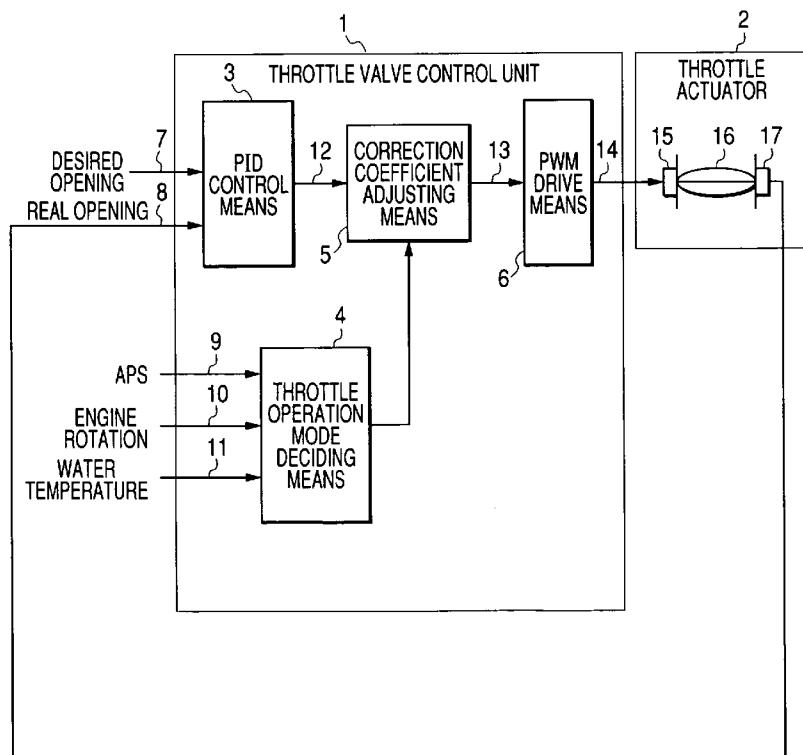 1
2
THROTTLE VALVE CONTROL UNIT
THROTTLE
ACTUATOR
3
7
DESIRED
OPENING
8
REAL OPENING
PID
CONTROL
MEANS
12
CORRECTION
COEFFICIENT
ADJUSTING
MEANS
5
13
PWM
DRIVE
MEANS
6
14
15
16
17
4
9
APS
10
ENGINE
ROTATION
11
WATER
TEMPERATURE
THROTTLE
OPERATION
MODE
DECIDING
MEANS